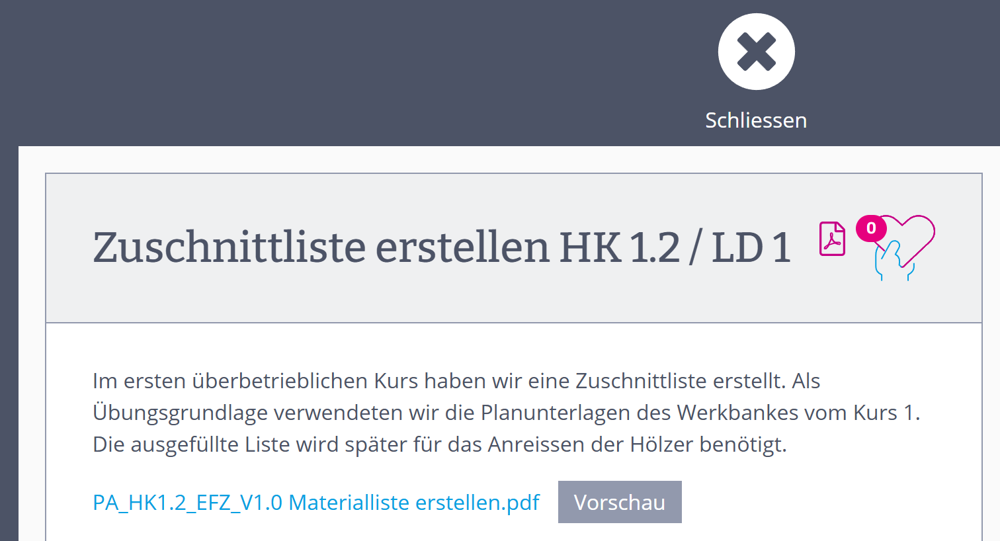 Schliessen
Zuschnittliste erstellen HK 1.2 / LD 1
0
Im ersten überbetrieblichen Kurs haben wir eine Zuschnittliste erstellt. Als
Übungsgrundlage verwendeten wir die Planunterlagen des Werkbankes vom Kurs 1.
Die ausgefüllte Liste wird später für das Anreissen der Hölzer benötigt.
PA_HK1.2_EFZ_V1.0 Materialliste erstellen.pdf Vorschau